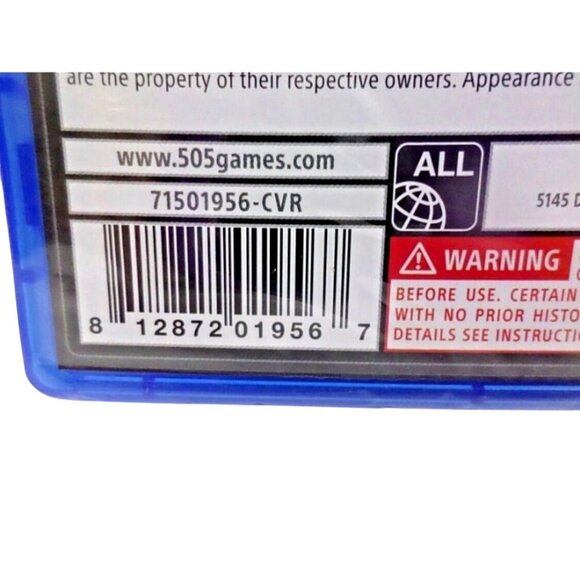 are the property of their respective owners. Appearance
www.505games.com
71501956-CVR
8 12872 01956 7
ALL
5145 D
WARNING
BEFORE USE. CERTAIN
WITH NO PRIOR HISTO
DETAILS SEE INSTRUCTIO